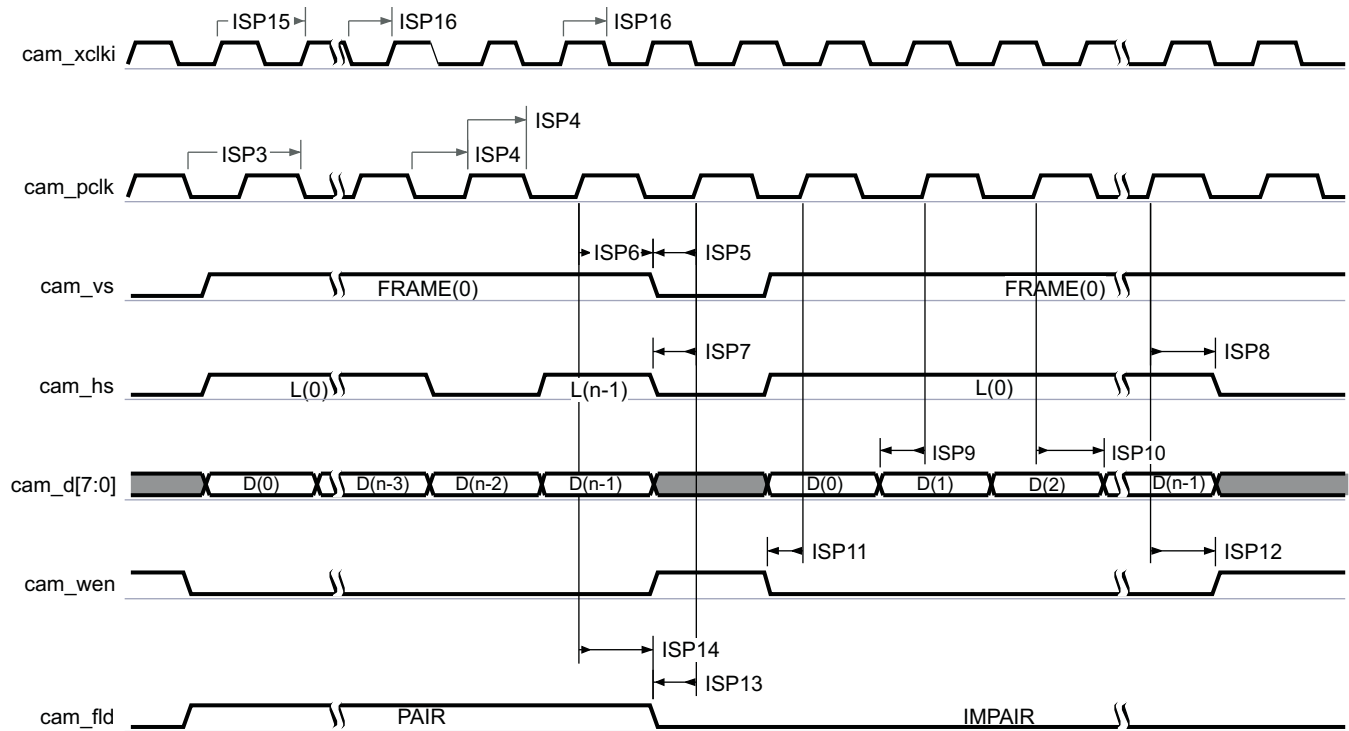 ISP15 ISP16 ISP16
cam_xclki
ISP4
ISP3 ISP4
cam_pclk
ISP6 ISP5
cam_vs FRAME(0) FRAME(0)
ISP7 ISP8
cam_hs L(0) L(n-1) L(0)
ISP9 ISP10
cam_d[7:0] D(0) D(n-3) D(n-2) D(n-1) D(0) D(1) D(2) D(n-1)
ISP11 ISP12
cam_wen
ISP14
ISP13
cam_fld PAIR IMPAIR